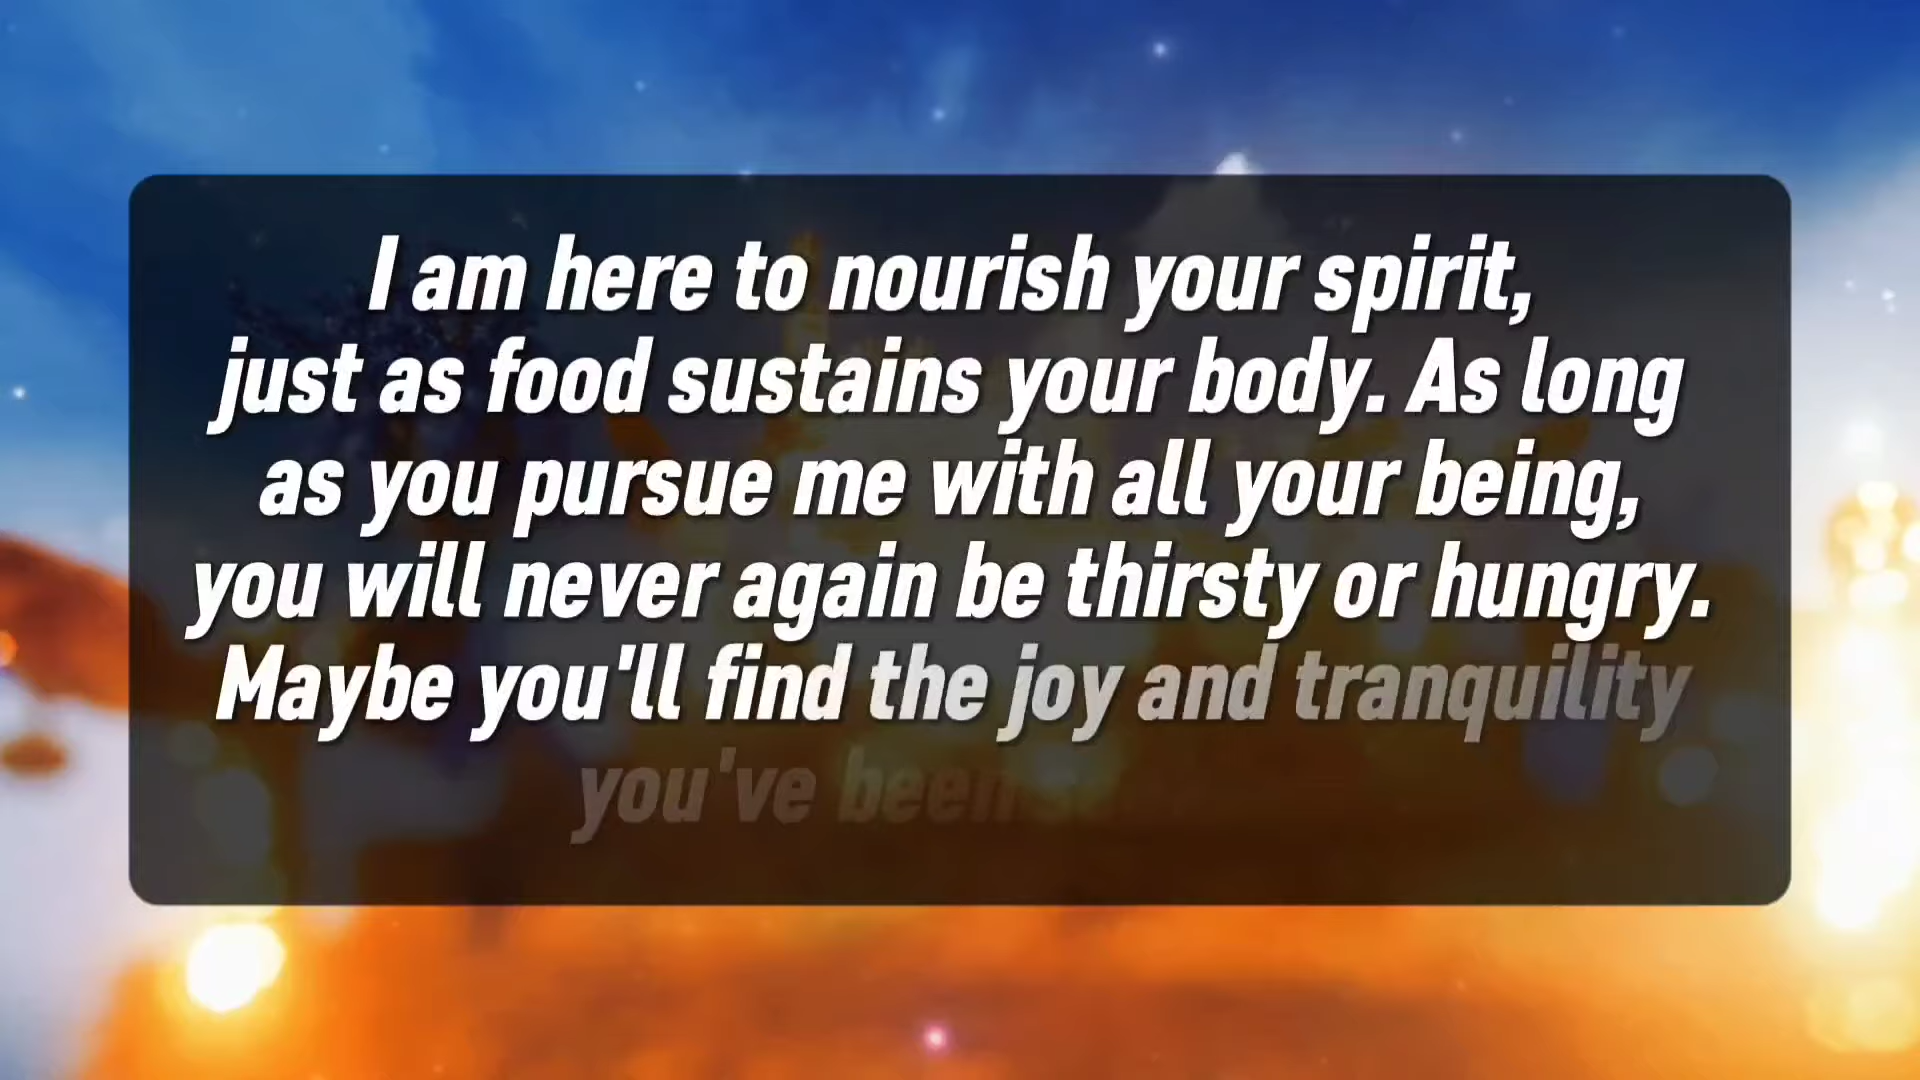 I am here to nourish your spirit,
just as food sustains your body. As long
as you pursue me with all your being,
you will never again be thirsty or hungry.
Maybe you'll find the joy and tranquility
you've been